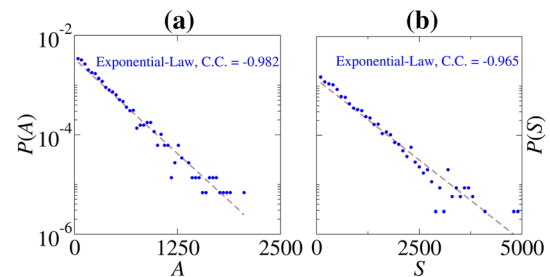 (a)
(b)
10^-2
Exponential-Law, C.C. = -0.982
Exponential-Law, C.C. = -0.965
P(A)
10^-4
P(S)
10^-6
0
1250
2500
0
2500
5000
A
S